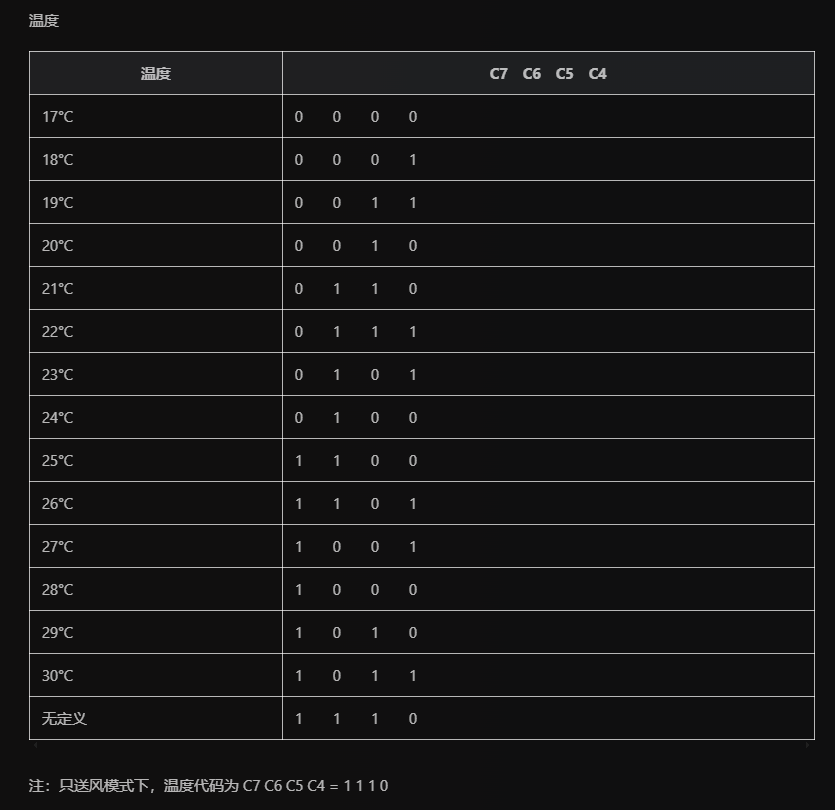 温度
温度 C7 C6 C5 C4
17°C 0 0 0 0
18°C 0 0 0 1
19°C 0 0 1 1
20°C 0 0 1 0
21°C 0 1 1 0
22°C 0 1 1 1
23°C 0 1 0 1
24°C 0 1 0 0
25°C 1 1 0 0
26°C 1 1 0 1
27°C 1 0 0 1
28°C 1 0 0 0
29°C 1 0 1 0
30°C 1 0 1 1
无定义 1 1 1 0
注：只送风模式下，温度代码为 C7 C6 C5 C4 = 1 1 1 0